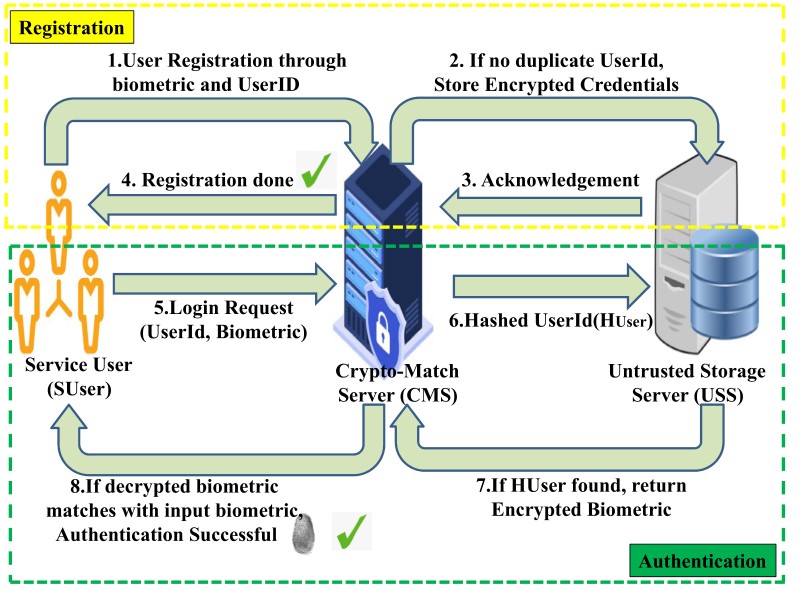 Registration
1.User Registration through
biometric and UserID
2. If no duplicate UserId,
Store Encrypted Credentials
4. Registration done
3. Acknowledgement
5.Login Request
(UserId, Biometric)
6.Hashed UserId(HUser)
Service User
(SUser)
Crypto-Match
Server (CMS)
Untrusted Storage
Server (USS)
8.If decrypted biometric
matches with input biometric,
Authentication Successful
7.If HUser found, return
Encrypted Biometric
Authentication